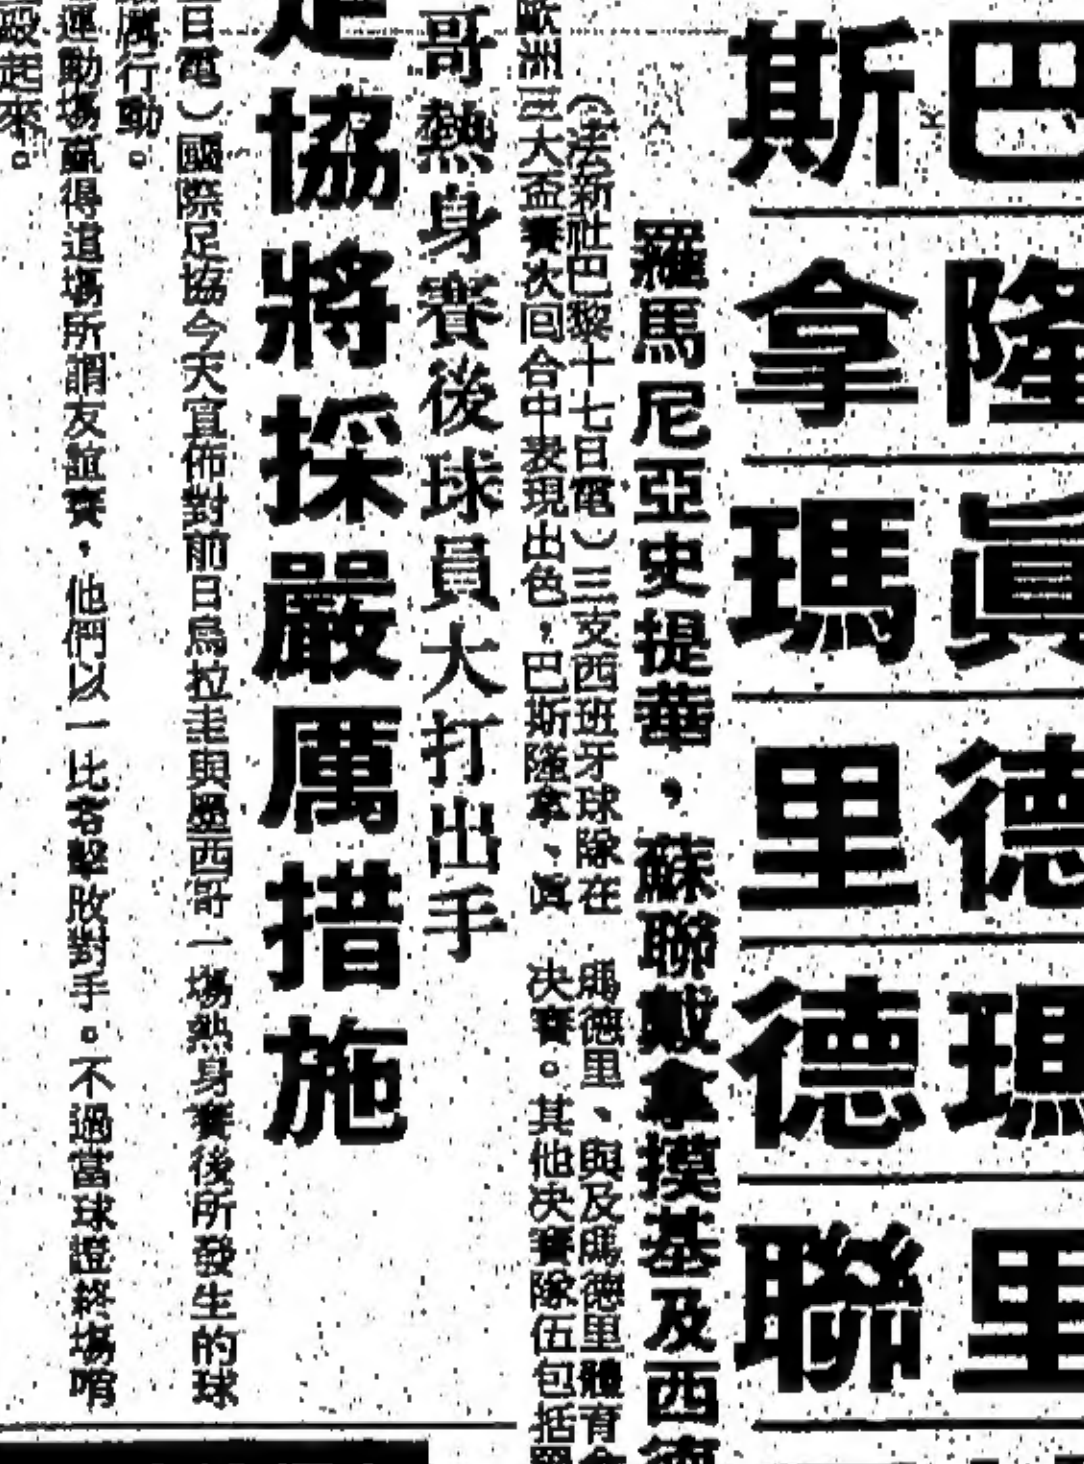 巴隆真德瑪里
斯拿瑪里德聯
羅馬尼亞史提華，蘇聯戴拿摸基及西德
（法新社巴黎十七日電）三支西班牙球隊在
歐洲三大盃賽次回合中表現出色，巴斯隆拿、真
瑪德里、與及瑪德里體育會
決賽。其他決賽隊伍包括羅
哥熱身賽後球員大打出手
足協將採嚴厲措施
日電）國際足協今天宣佈對前日烏拉圭與墨西哥一場熱身賽後所發生的球
厲行動。
運動場贏得這場所謂友誼賽，他們以一比零擊敗對手。不過當球證終場哨
毆起來。